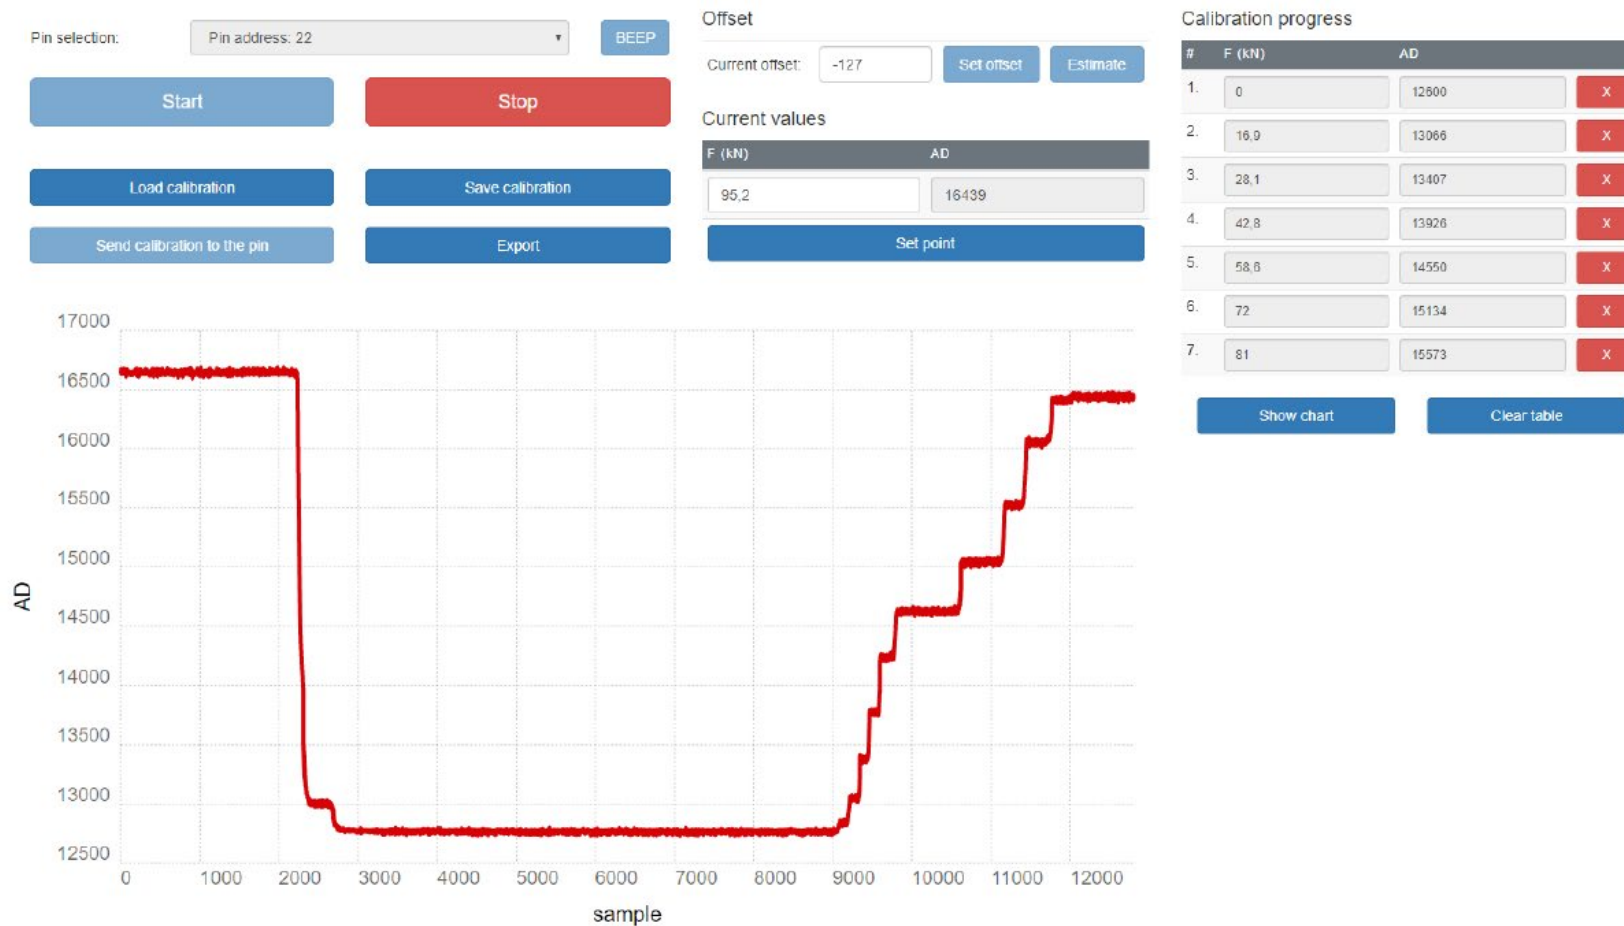 Pin selection:
Pin address: 22
BEEP
Start
Stop
Load calibration
Save calibration
Send calibration to the pin
Export
Offset
Current offset:
-127
Set offset
Estimate
Current values
F (kN) AD
95,2 16439
Set point
Calibration progress
# F (kN) AD
1. 0 12600 X
2. 16,9 13066 X
3. 28,1 13407 X
4. 42,8 13926 X
5. 58,6 14550 X
6. 72 15134 X
7. 81 15573 X
Show chart
Clear table
17000
16500
16000
15500
15000
14500
14000
13500
13000
12500
AD
0 1000 2000 3000 4000 5000 6000 7000 8000 9000 10000 11000 12000
sample